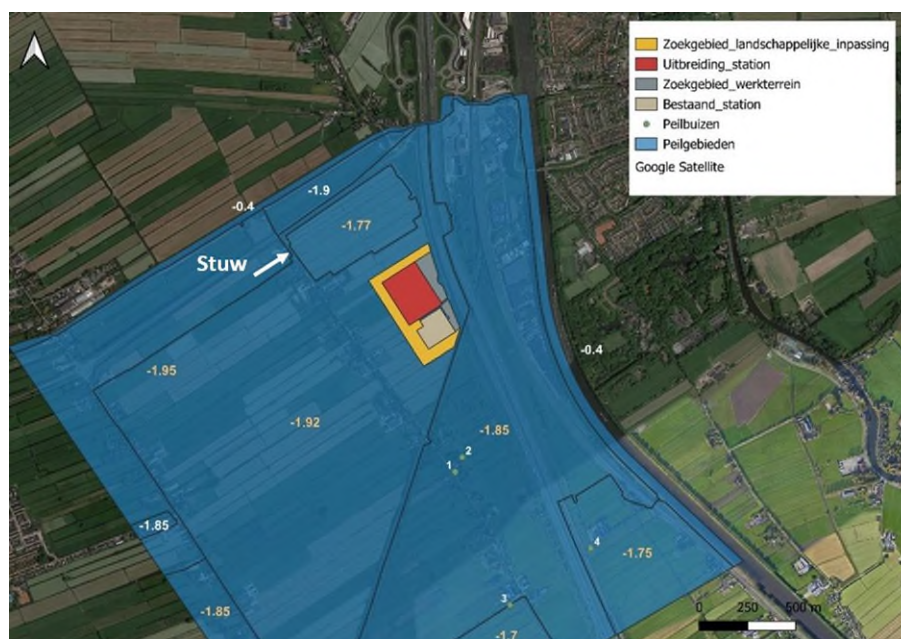 Zoekgebied_landschappelijke_inpassing
Uitbreiding_station
Zoekgebied_werkterrein
Bestaand_station
Peilbuizen
Peilgebieden
Google Satellite
-1.9
-0.4
-1.77
Stuw
-0.4
-1.95
-1.92
-1.85
2
1
-1.85
4
-1.75
3
-1.85
-1.7
0 250 500 m